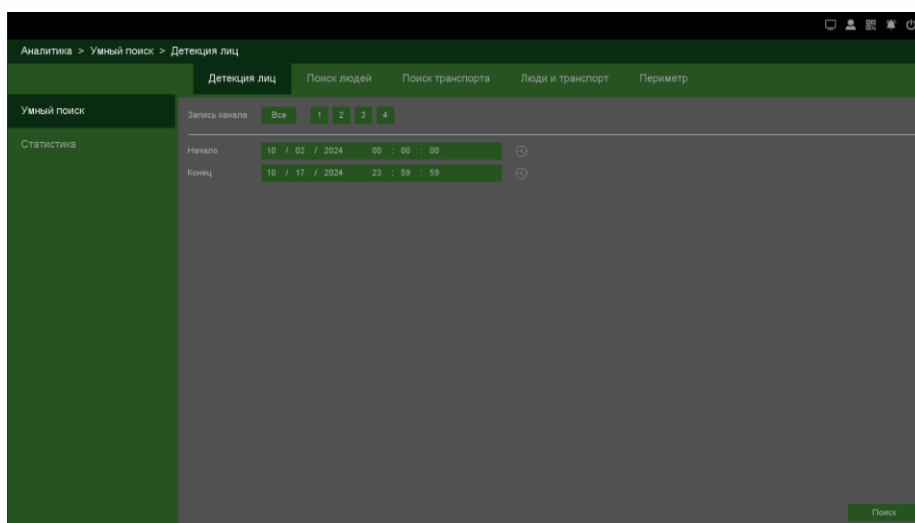 Аналитика > Умный поиск > Детекция лиц
Детекция лиц Поиск людей Поиск транспорта Люди и транспорт Периметр
Умный поиск
Статистика
Запись канала Все 1 2 3 4
Начало 10 / 02 / 2024 00 : 00 : 00
Конец 10 / 17 / 2024 23 : 59 : 59
Поиск